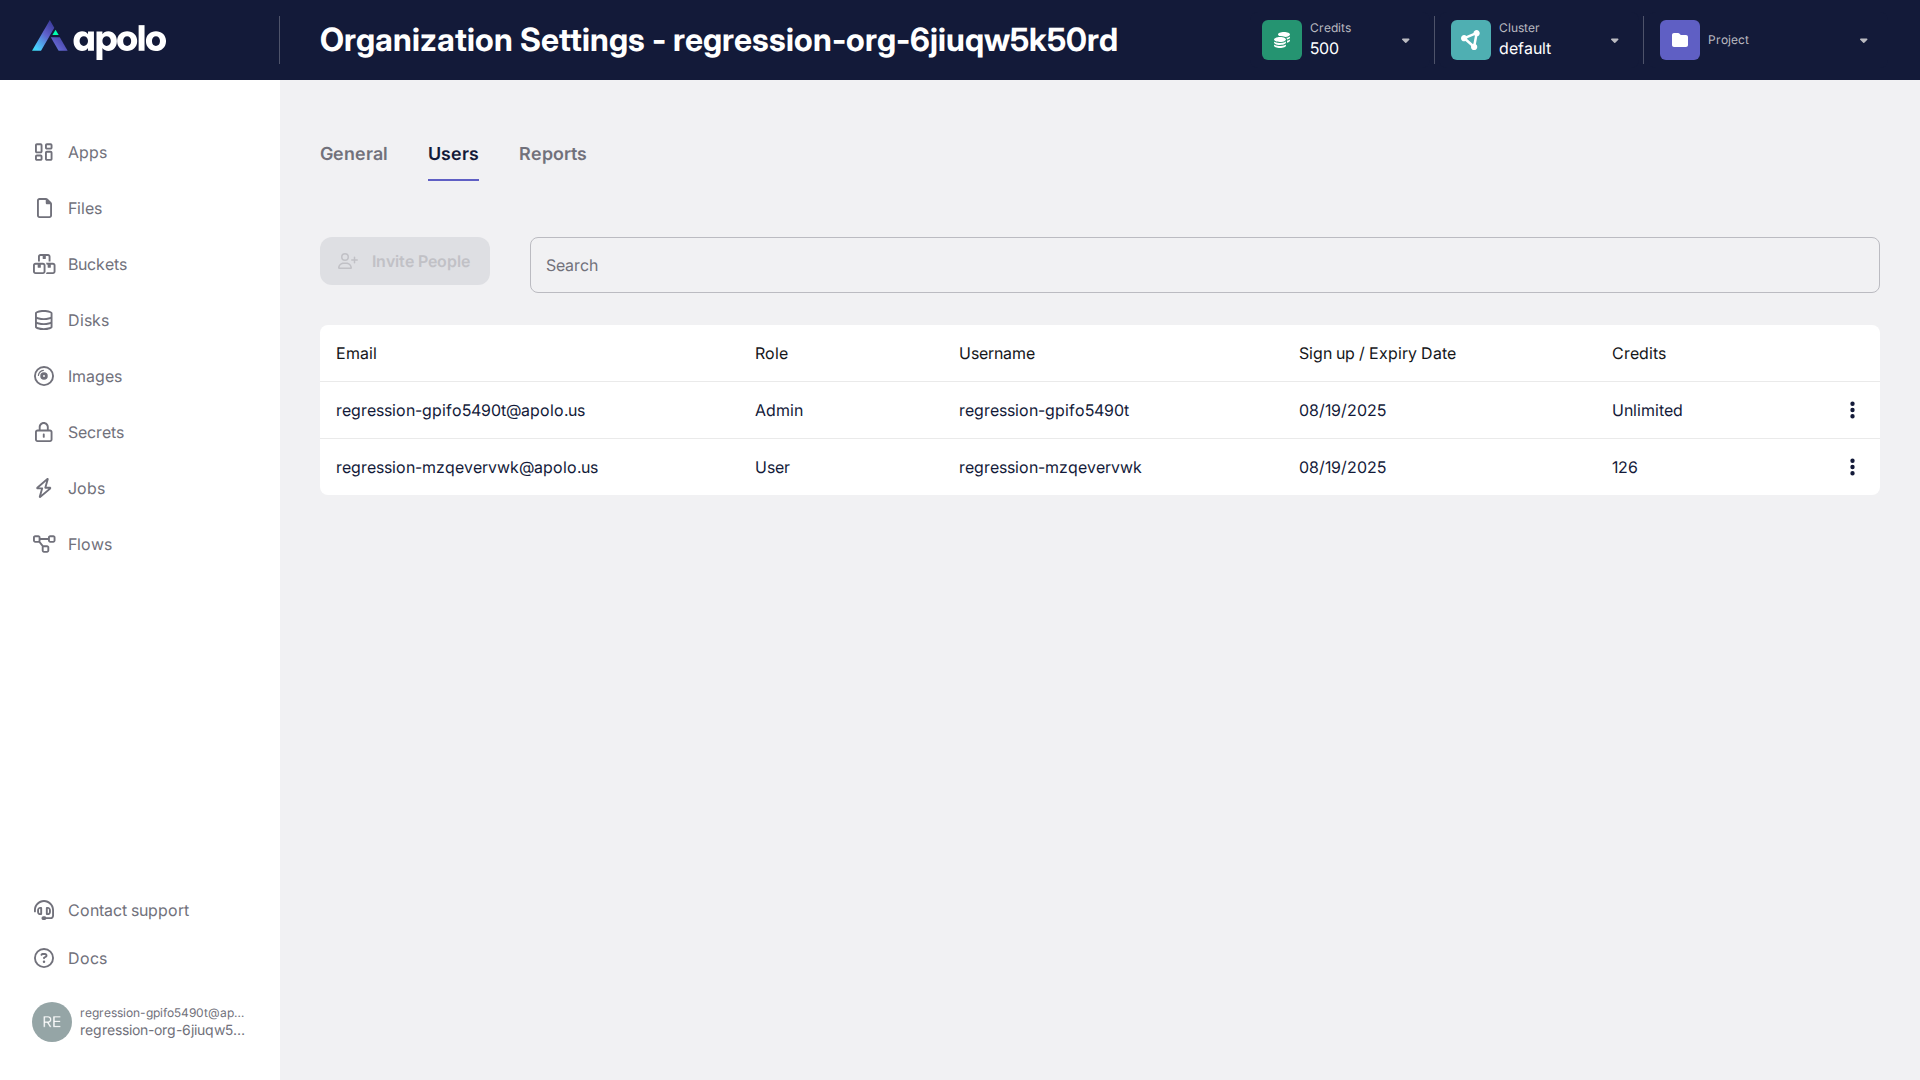 apolo
Organization Settings - regression-org-6jiuqw5k50rd
Credits
500
Cluster
default
Project
Apps
Files
Buckets
Disks
Images
Secrets
Jobs
Flows
Contact support
Docs
RE
regression-gpifo5490t@ap...
regression-org-6jiuqw5...
General Users Reports
Invite People
Search
Email Role Username Sign up / Expiry Date Credits
regression-gpifo5490t@apolo.us Admin regression-gpifo5490t 08/19/2025 Unlimited
regression-mzqevervwk@apolo.us User regression-mzqevervwk 08/19/2025 126